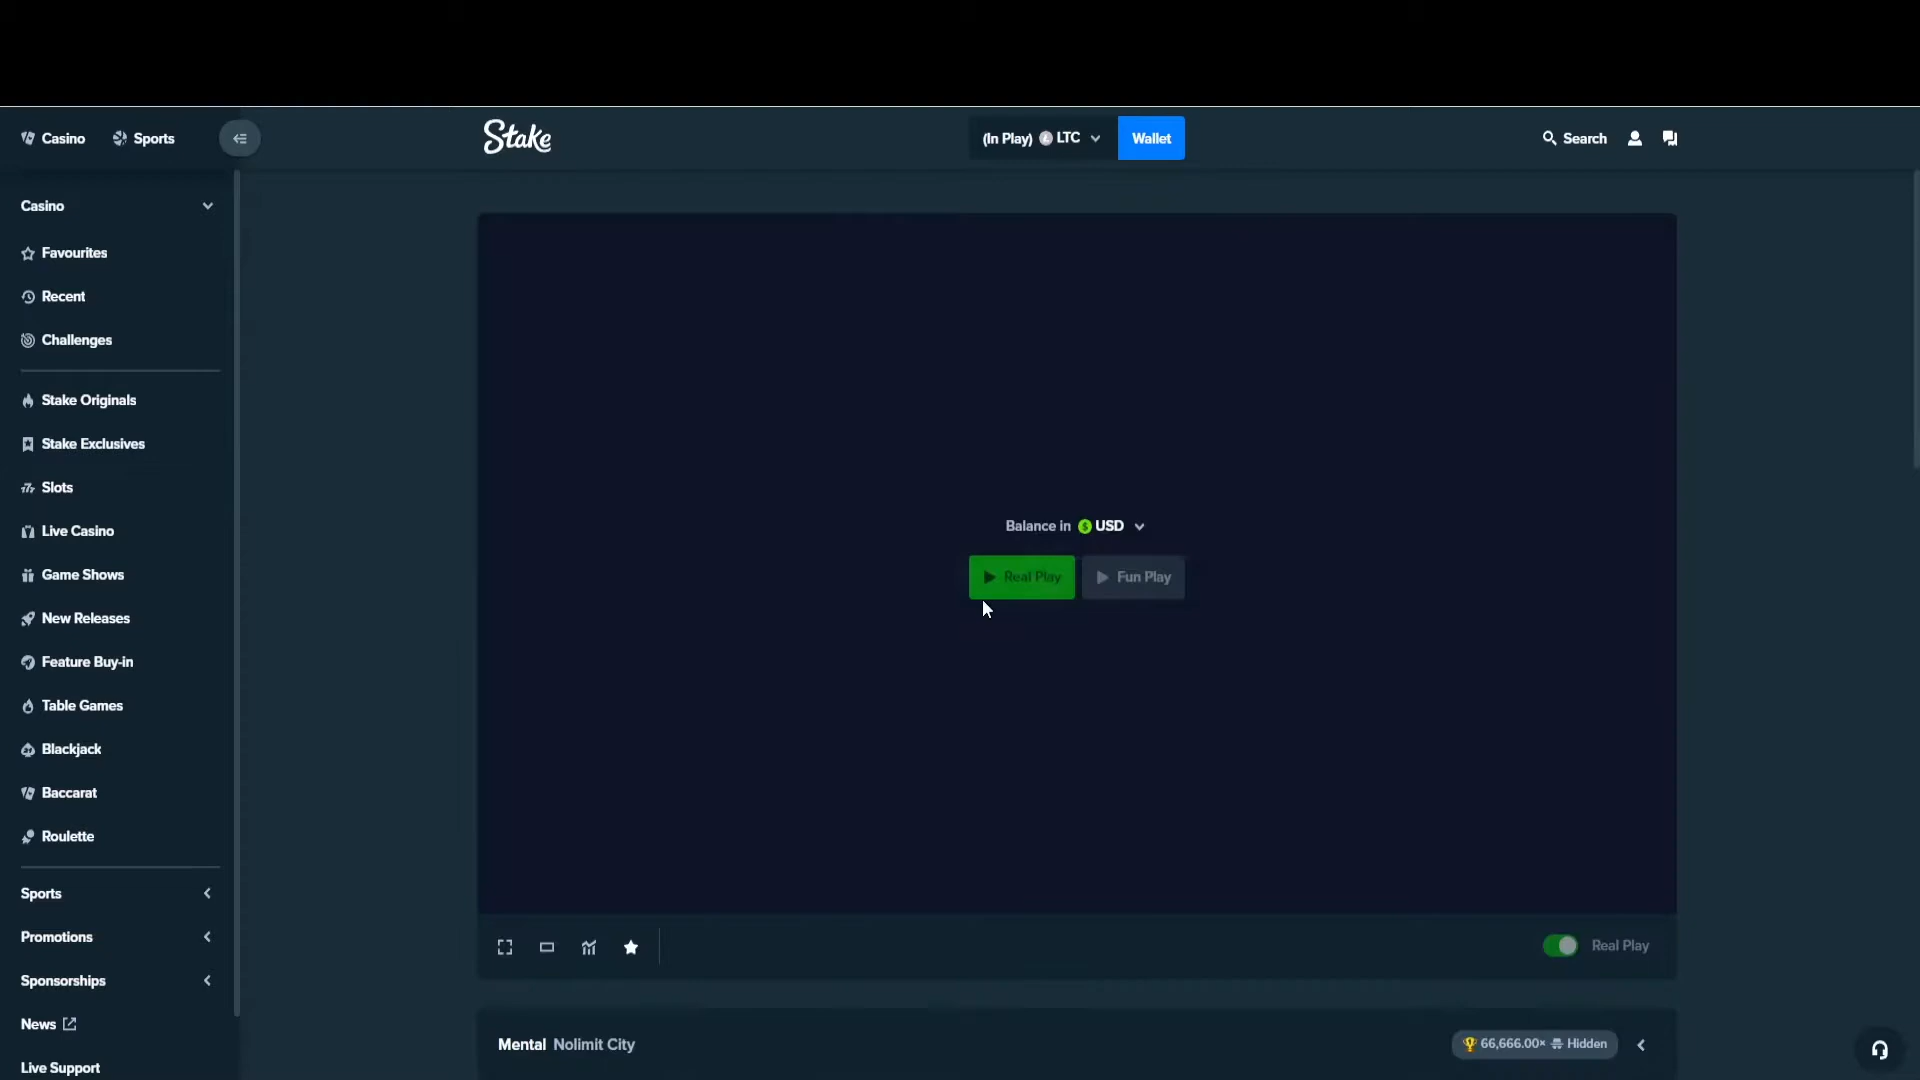 Casino
Sports
Stake
(In Play) LTC
Wallet
Search
Casino
Favourites
Recent
Challenges
Stake Originals
Stake Exclusives
Slots
Live Casino
Game Shows
New Releases
Feature Buy-in
Table Games
Blackjack
Baccarat
Roulette
Sports
Promotions
Sponsorships
News
Live Support
Balance in $ USD
Real Play
Fun Play
Real Play
Mental Nolimit City
66,666.00× Hidden